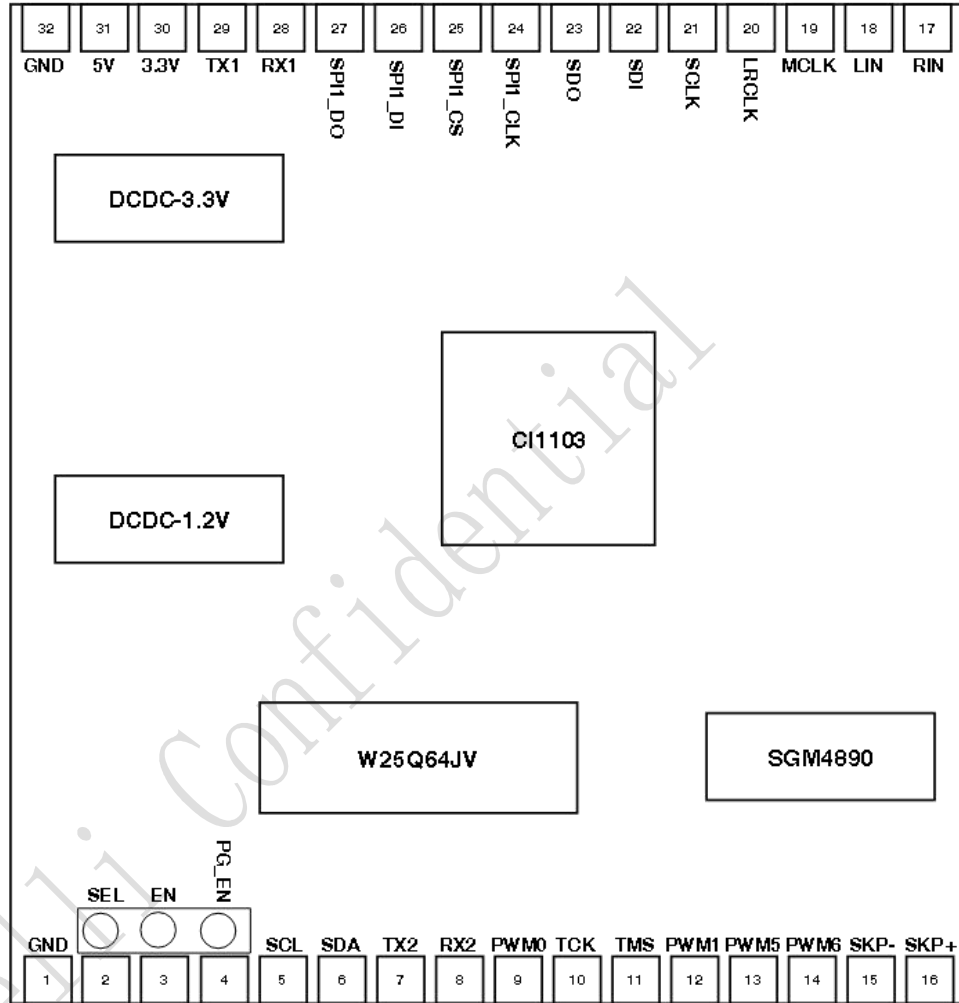 32 31 30 29 28 27 26 25 24 23 22 21 20 19 18 17
GND 5V 3.3V TX1 RX1 SPI1_DO SPI1_DI SPI1_CS SPI1_CLK SDO SDI SCLK LRCLK MCLK LIN RIN
DCDC-3.3V
CI1103
DCDC-1.2V
W25Q64JV
SGM4890
SEL EN PG_EN
GND SCL SDA TX2 RX2 PWM0 TCK TMS PWM1 PWM5 PWM6 SKP- SKP+
1 2 3 4 5 6 7 8 9 10 11 12 13 14 15 16
Confidential